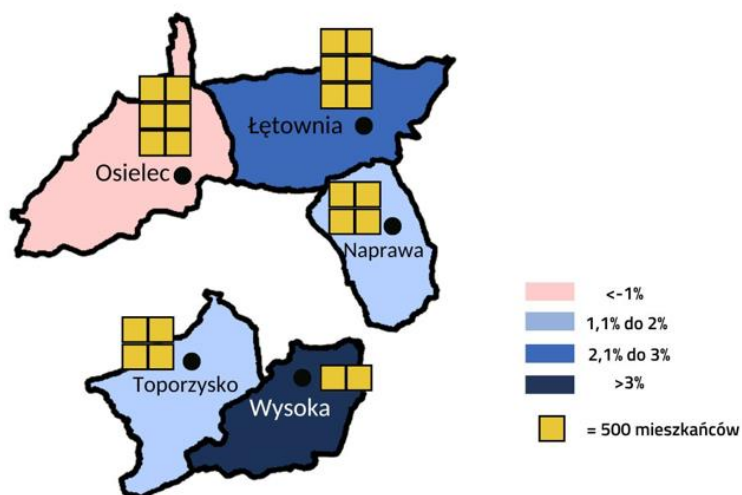 Łętownia
Osielec
Naprawa
Toporzysko
Wysoka
<-1%
1,1% do 2%
2,1% do 3%
>3%
= 500 mieszkańców